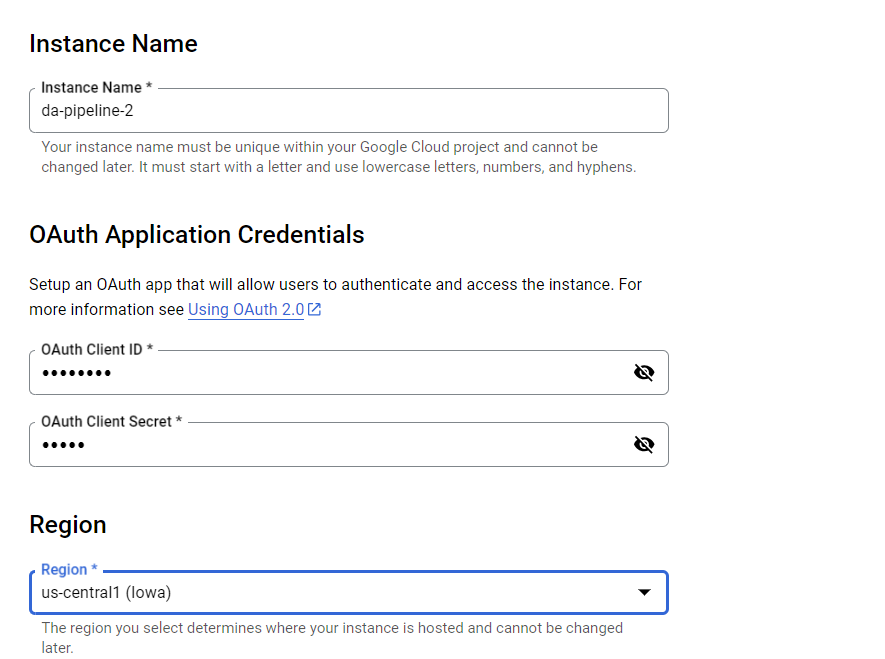 Instance Name
Instance Name *
da-pipeline-2
Your instance name must be unique within your Google Cloud project and cannot be
changed later. It must start with a letter and use lowercase letters, numbers, and hyphens.
OAuth Application Credentials
Setup an OAuth app that will allow users to authenticate and access the instance. For
more information see Using OAuth 2.0
OAuth Client ID *
••••••••
OAuth Client Secret *
•••••
Region
Region *
us-central1 (Iowa)
The region you select determines where your instance is hosted and cannot be changed
later.